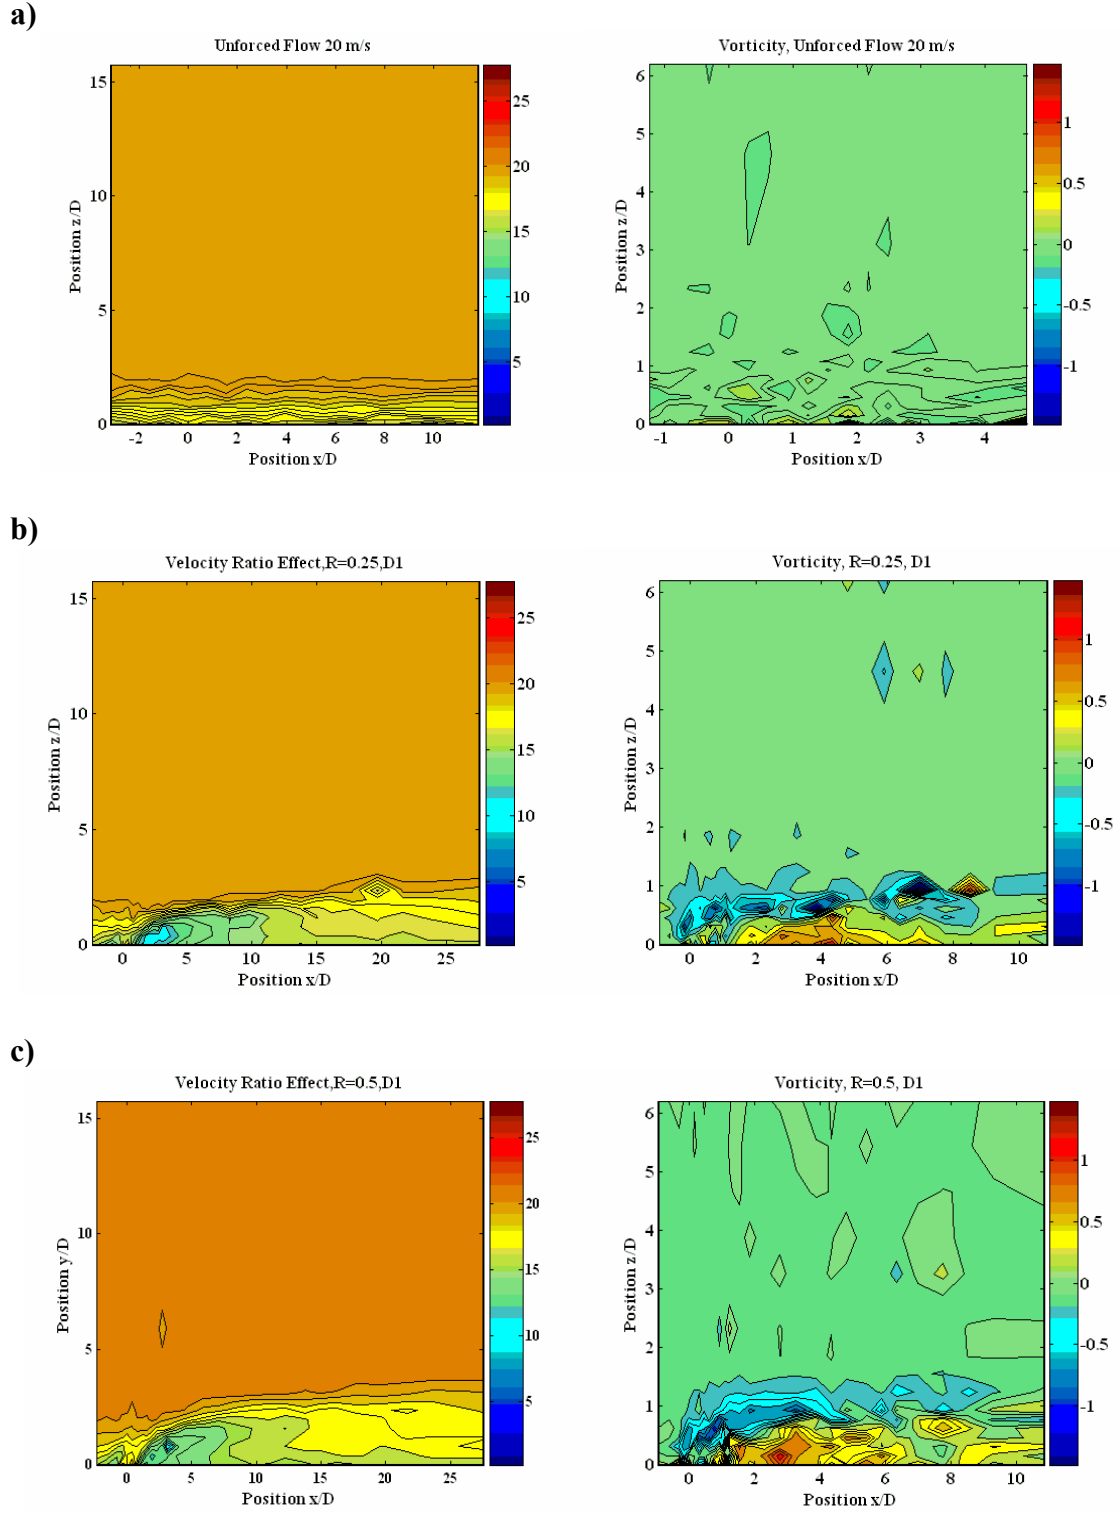 a)
Unforced Flow 20 m/s
Vorticity, Unforced Flow 20 m/s
15
10
5
0
Position z/D
-2 0 2 4 6 8 10
Position x/D
25
20
15
10
5
6
5
4
3
2
1
0
Position z/D
-1 0 1 2 3 4
Position x/D
1
0.5
0
-0.5
-1
b)
Velocity Ratio Effect,R=0.25,D1
Vorticity, R=0.25, D1
15
10
5
0
Position z/D
0 5 10 15 20 25
Position x/D
25
20
15
10
5
6
5
4
3
2
1
0
Position z/D
0 2 4 6 8 10
Position x/D
1
0.5
0
-0.5
-1
c)
Velocity Ratio Effect,R=0.5,D1
Vorticity, R=0.5, D1
15
10
5
0
Position y/D
0 5 10 15 20 25
Position x/D
25
20
15
10
5
6
5
4
3
2
1
0
Position z/D
0 2 4 6 8 10
Position x/D
1
0.5
0
-0.5
-1